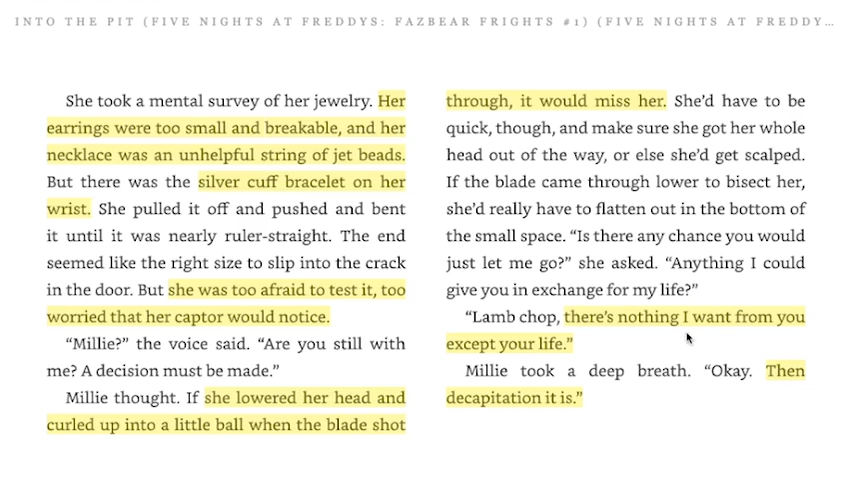 INTO THE PIT (FIVE NIGHTS AT FREDDYS: FAZBEAR FRIGHTS #1) (FIVE NIGHTS AT FREDDY...
She took a mental survey of her jewelry. Her
earrings were too small and breakable, and her
necklace was an unhelpful string of jet beads.
But there was the silver cuff bracelet on her
wrist. She pulled it off and pushed and bent
it until it was nearly ruler-straight. The end
seemed like the right size to slip into the crack
in the door. But she was too afraid to test it, too
worried that her captor would notice.
“Millie?” the voice said. “Are you still with
me? A decision must be made.”
Millie thought. If she lowered her head and
curled up into a little ball when the blade shot
through, it would miss her. She’d have to be
quick, though, and make sure she got her whole
head out of the way, or else she’d get scalped.
If the blade came through lower to bisect her,
she’d really have to flatten out in the bottom of
the small space. “Is there any chance you would
just let me go?” she asked. “Anything I could
give you in exchange for my life?”
“Lamb chop, there’s nothing I want from you
except your life.”
Millie took a deep breath. “Okay. Then
decapitation it is.”